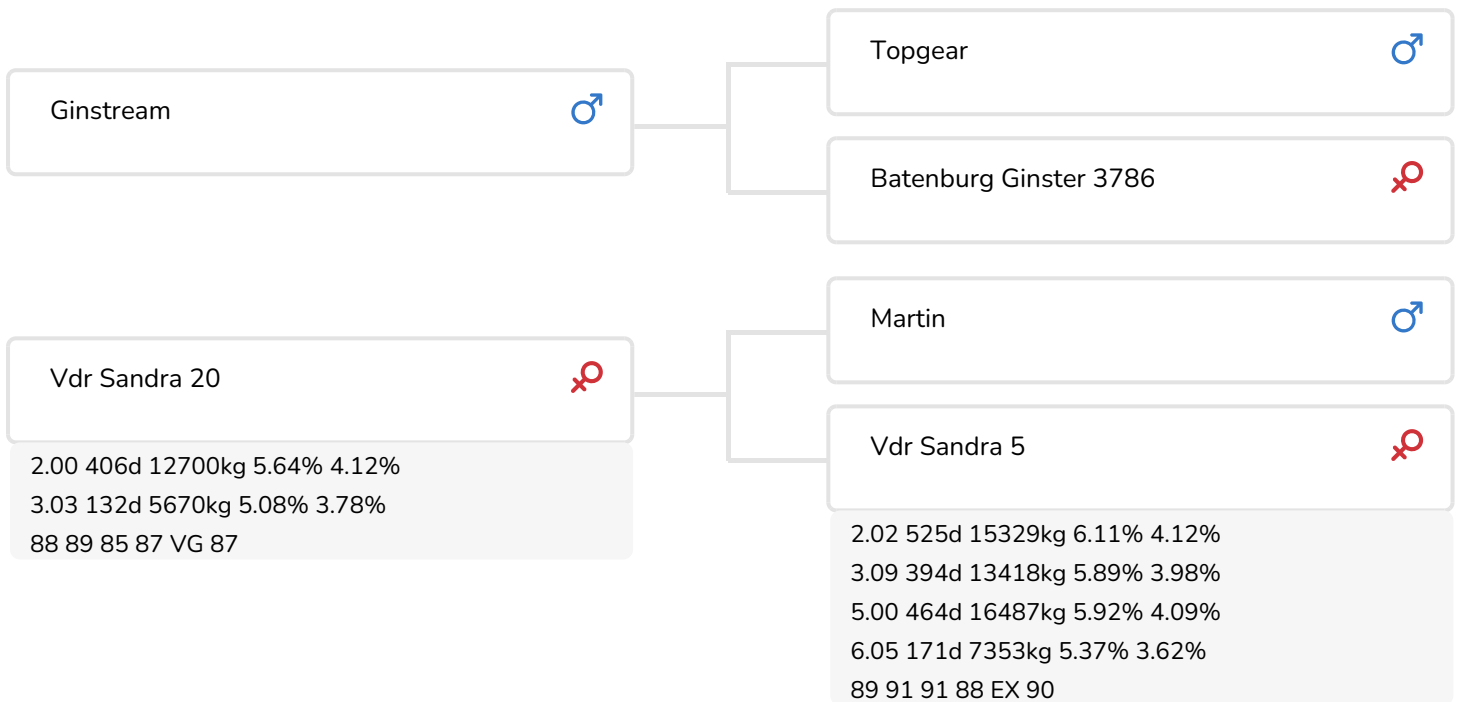 Ginstream
Topgear
Batenburg Ginster 3786
Vdr Sandra 20
2.00 406d 12700kg 5.64% 4.12%
3.03 132d 5670kg 5.08% 3.78%
88 89 85 87 VG 87
Martin
Vdr Sandra 5
2.02 525d 15329kg 6.11% 4.12%
3.09 394d 13418kg 5.89% 3.98%
5.00 464d 16487kg 5.92% 4.09%
6.05 171d 7353kg 5.37% 3.62%
89 91 91 88 EX 90